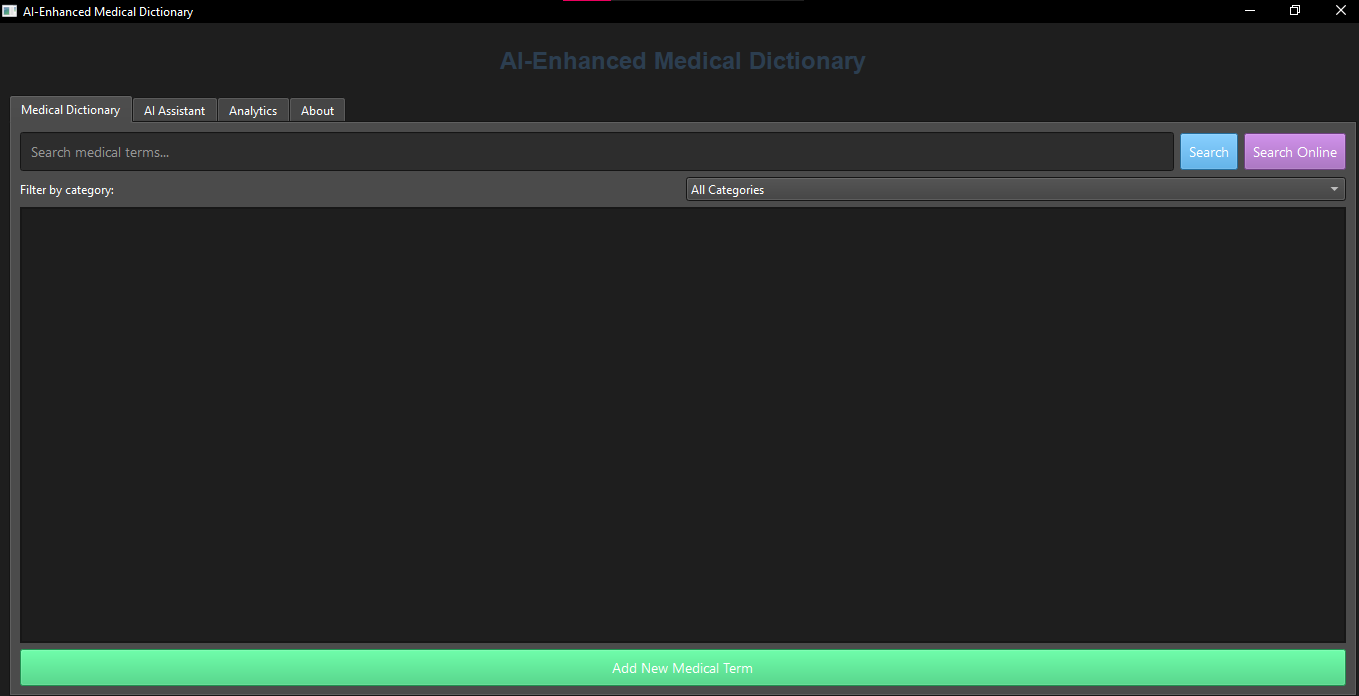 AI-Enhanced Medical Dictionary
AI-Enhanced Medical Dictionary
Medical Dictionary AI Assistant Analytics About
Search medical terms... Search Search Online
Filter by category: All Categories
Add New Medical Term